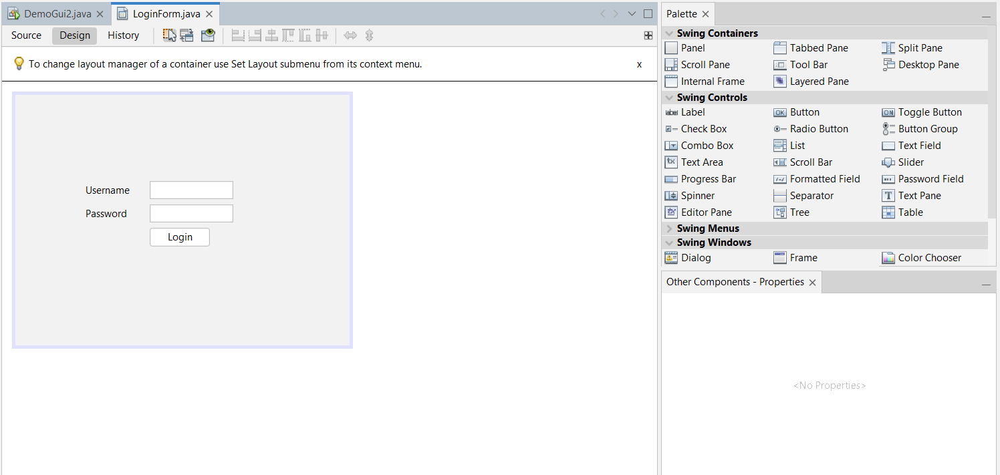 DemoGui2.java LoginForm.java
Source Design History
To change layout manager of a container use Set Layout submenu from its context menu. x
Username
Password
Login
Palette
Swing Containers
Panel Tabbed Pane Split Pane
Scroll Pane Tool Bar Desktop Pane
Internal Frame Layered Pane
Swing Controls
label Label OK Button ON Toggle Button
Check Box Radio Button Button Group
Combo Box List Text Field
Text Area Scroll Bar Slider
Progress Bar Formatted Field Password Field
Spinner Separator T Text Pane
Editor Pane Tree Table
Swing Menus
Swing Windows
Dialog Frame Color Chooser
Other Components - Properties
<No Properties>